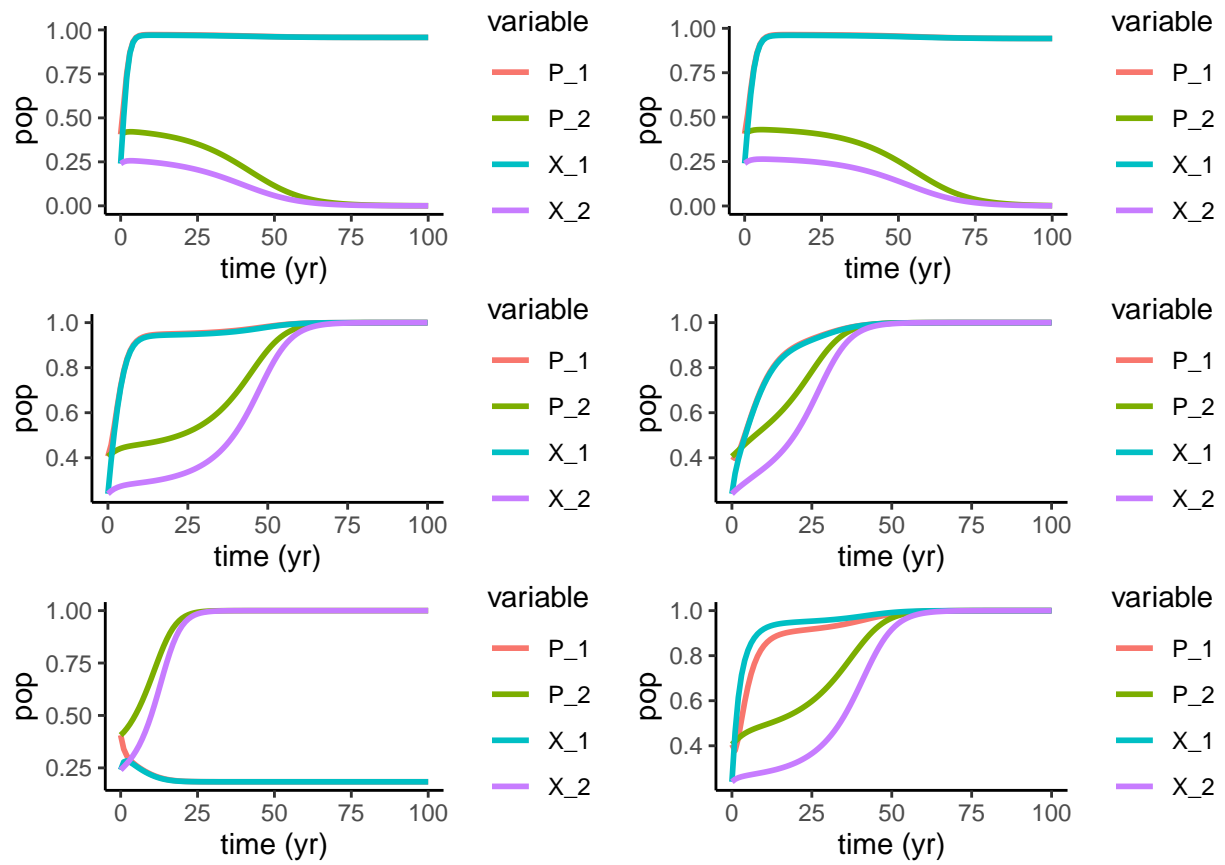 variable
pop
1.00
0.75
0.50
0.25
0.00
0 25 50 75 100
time (yr)
P_1
P_2
X_1
X_2
variable
pop
1.00
0.75
0.50
0.25
0.00
0 25 50 75 100
time (yr)
P_1
P_2
X_1
X_2
variable
pop
1.0
0.8
0.6
0.4
0 25 50 75 100
time (yr)
P_1
P_2
X_1
X_2
variable
pop
1.0
0.8
0.6
0.4
0 25 50 75 100
time (yr)
P_1
P_2
X_1
X_2
variable
pop
1.00
0.75
0.50
0.25
0 25 50 75 100
time (yr)
P_1
P_2
X_1
X_2
variable
pop
1.0
0.8
0.6
0.4
0 25 50 75 100
time (yr)
P_1
P_2
X_1
X_2